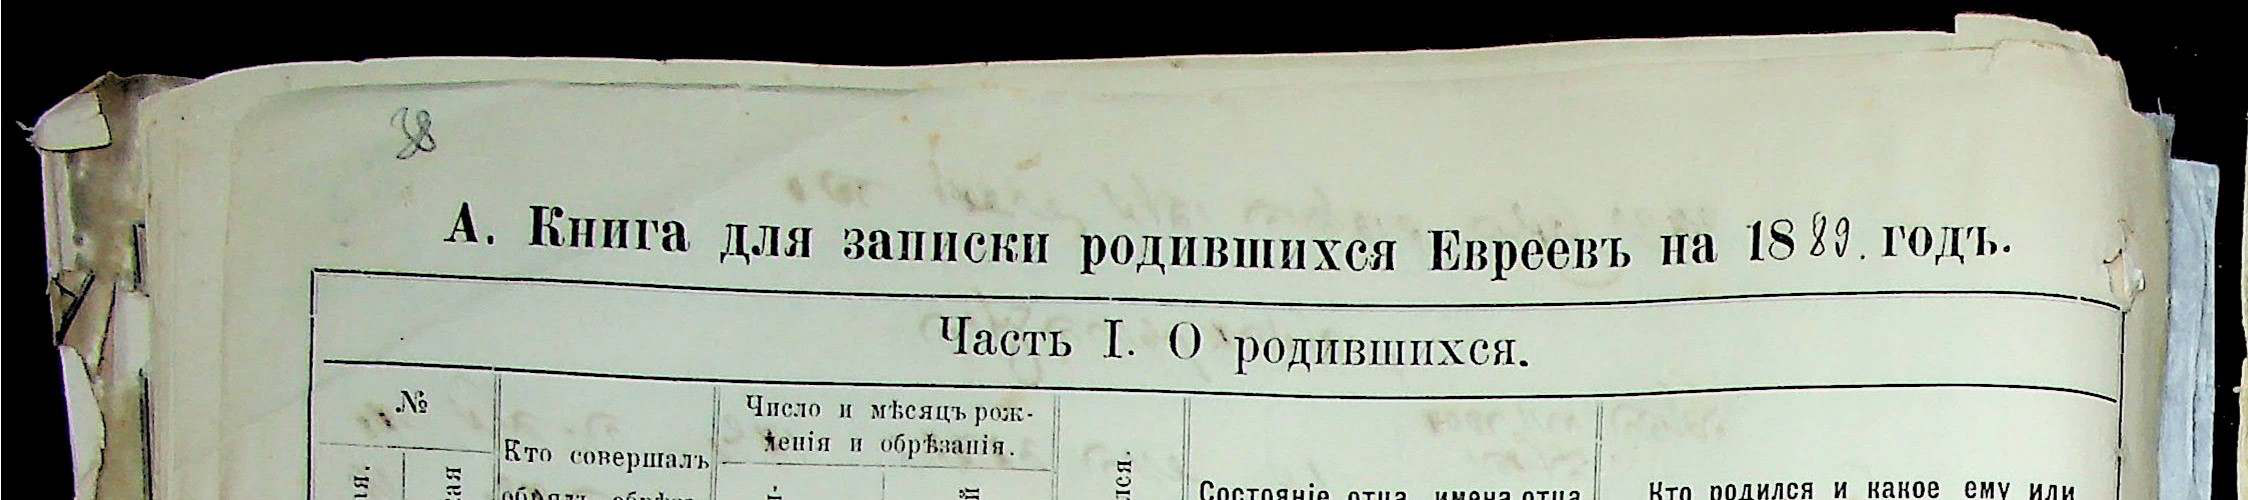 38
А. Книга для записки родившихся Евреевъ на 1889. годъ.
Часть I. О родившихся.
№
Число и мѣсяцъ рож-
денія и обрѣзанія.
Кто совершалъ
Состояніе отца, имена отца
Кто родился и какое ему или